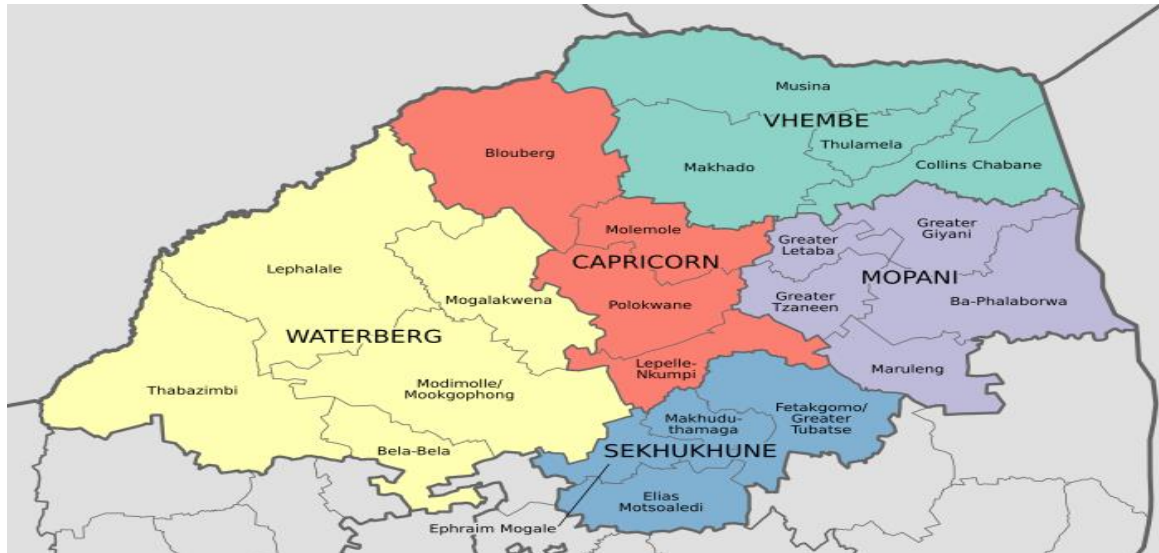 Musina
VHEMBE
Thulamela
Blouberg
Makhado
Collins Chabane
Molemole
Greater
Letaba
Greater
Giyani
CAPRICORN
Lephalale
MOPANI
Mogalakwena
Polokwane
Greater
Tzaneen
Ba-Phalaborwa
WATERBERG
Lepelle-
Nkumpi
Maruleng
Thabazimbi
Modimolle/
Mookgophong
Makhudu-
thamaga
Fetakgomo/
Greater
Tubatse
Bela-Bela
SEKHUKHUNE
Elias
Motsoaledi
Ephraim Mogale